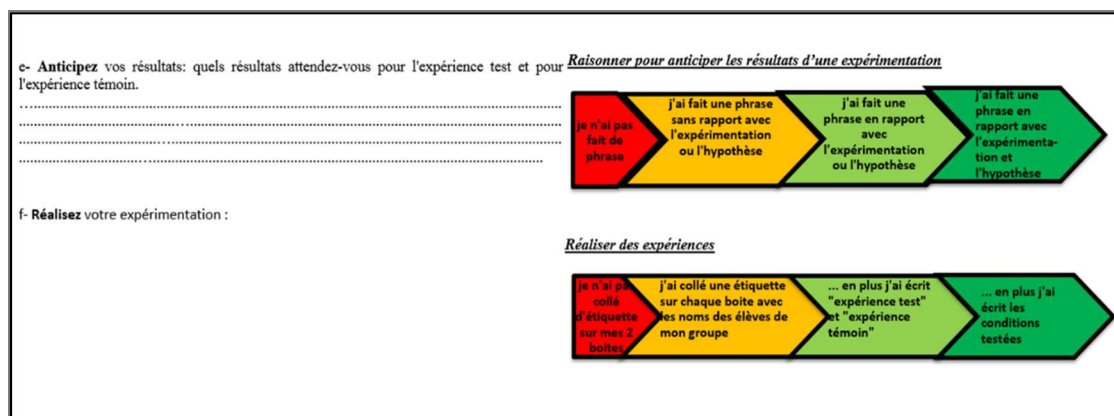 e- Anticipez vos résultats: quels résultats attendez-vous pour l'expérience test et pour
l'expérience témoin.
Raisonner pour anticiper les résultats d'une expérimentation
je n'ai pas
fait de
phrase
j'ai fait une phrase
sans rapport avec
l'expérimentation
ou l'hypothèse
j'ai fait une
phrase en rapport
avec
l'expérimentation
ou l'hypothèse
j'ai fait une
phrase en
rapport avec
l'expérimenta-
tion et
l'hypothèse
f- Réalisez votre expérimentation :
Réaliser des expériences
je n'ai pas
collé
d'étiquette
sur mes 2
boites
j'ai collé une étiquette
sur chaque boite avec
les noms des élèves de
mon groupe
... en plus j'ai écrit
"expérience test"
et "expérience
témoin"
... en plus j'ai
écrit les
conditions
testées